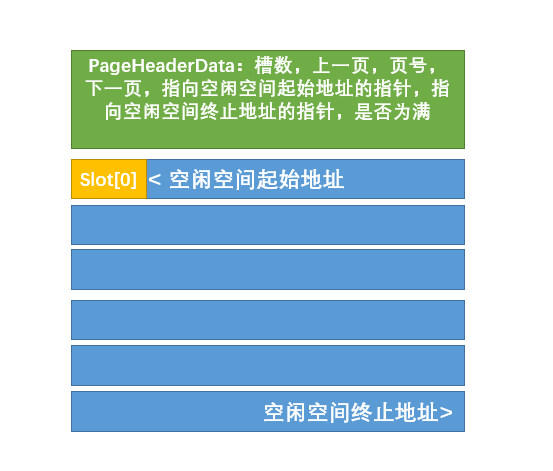 PageHeaderData：槽数，上一页，页号，
下一页，指向空闲空间起始地址的指针，指
向空闲空间终止地址的指针，是否为满
Slot[0] < 空闲空间起始地址
空闲空间终止地址>